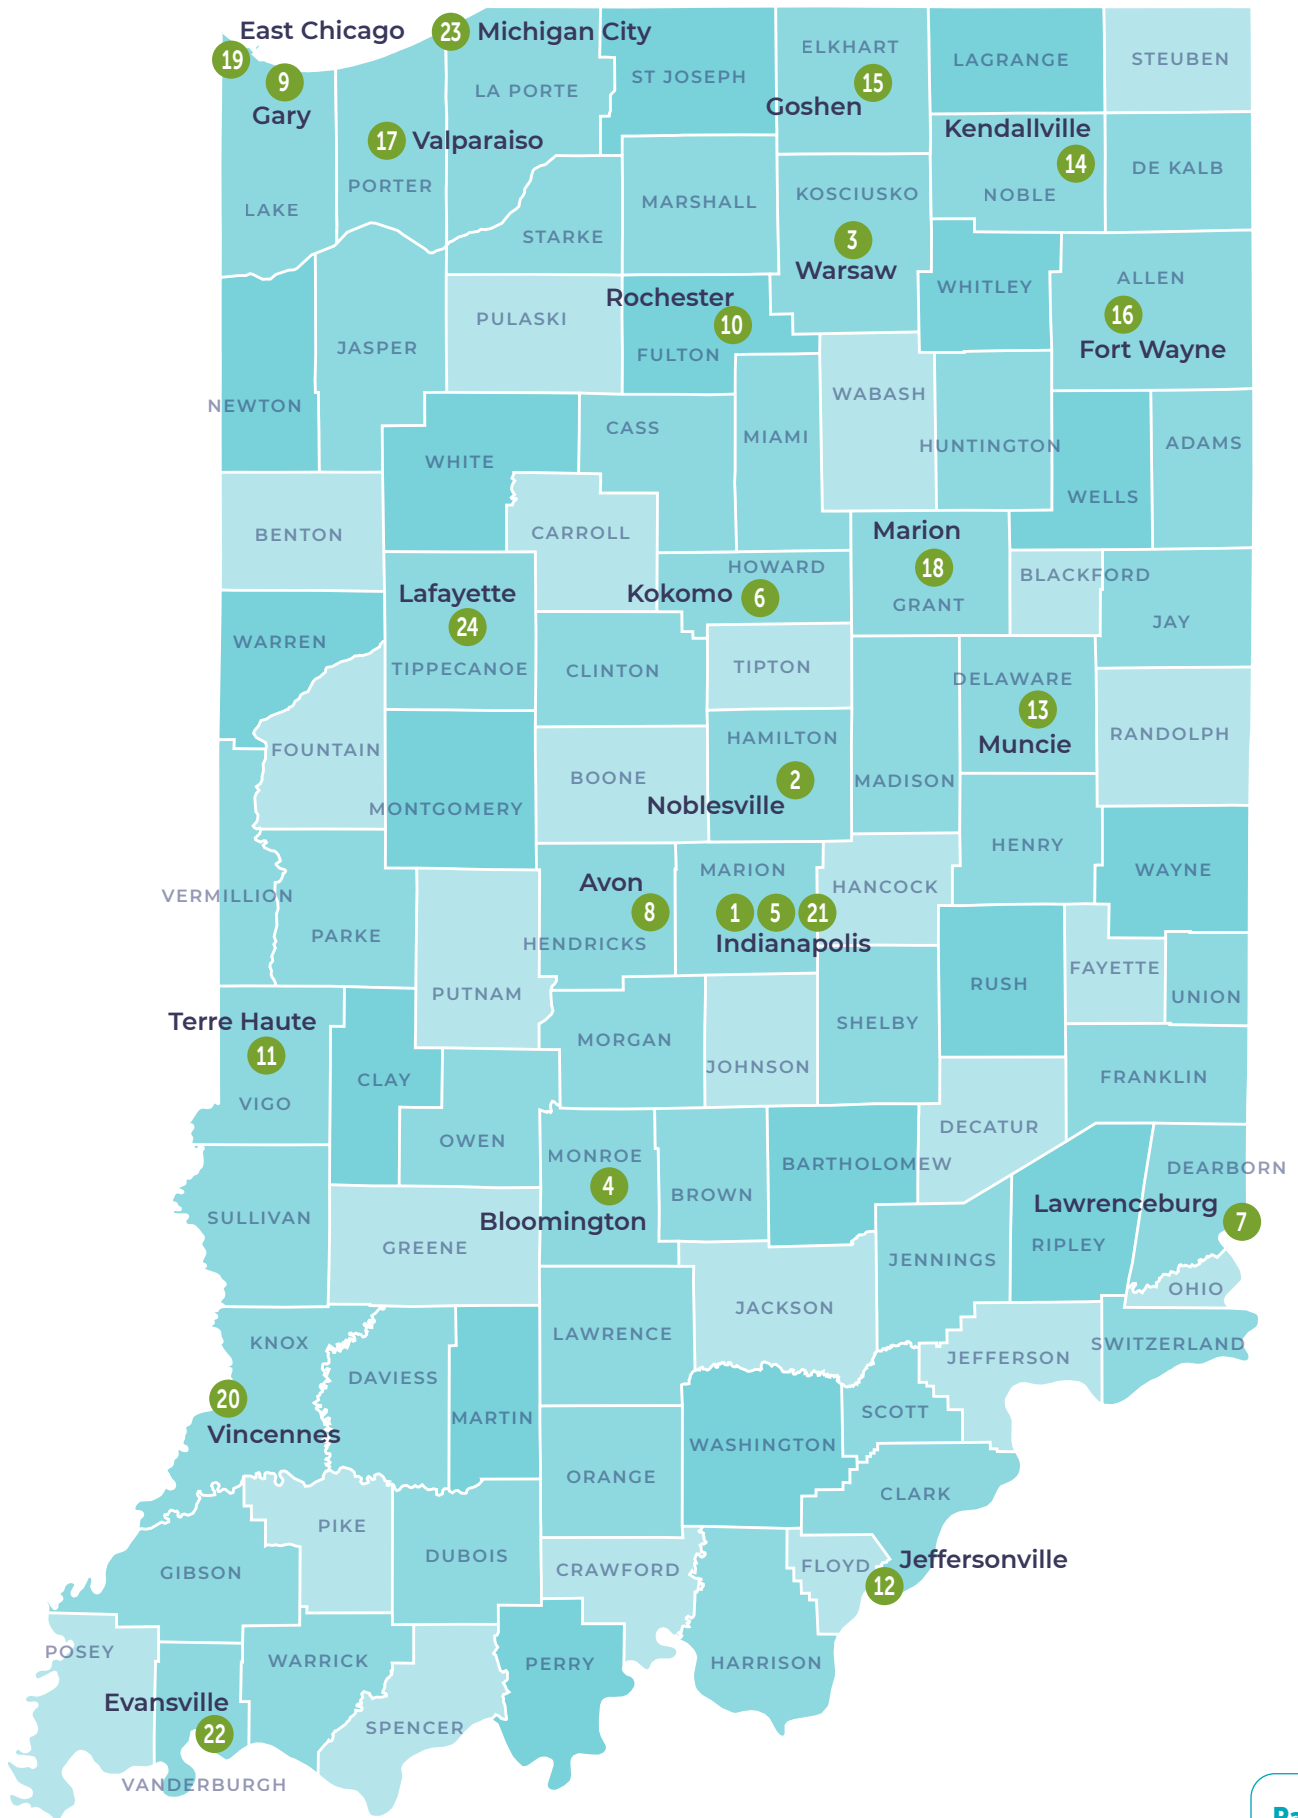 East Chicago
23 Michigan City
19
9
Gary
LA PORTE
ST JOSEPH
ELKHART
15
Goshen
LAGRANGE
STEUBEN
17 Valparaiso
PORTER
LAKE
Kendallville
14
NOBLE
DE KALB
STARKE
MARSHALL
KOSCIUSKO
3
Warsaw
WHITLEY
ALLEN
16
Fort Wayne
Rochester
10
FULTON
PULASKI
JASPER
NEWTON
WHITE
CASS
MIAMI
WABASH
HUNTINGTON
WELLS
ADAMS
BENTON
CARROLL
Marion
18
GRANT
HOWARD
Kokomo 6
BLACKFORD
JAY
Lafayette
24
TIPPECANOE
WARREN
CLINTON
TIPTON
DELAWARE
13
Muncie
RANDOLPH
FOUNTAIN
MONTGOMERY
BOONE
HAMILTON
2
Noblesville
MADISON
HENRY
WAYNE
VERMILLION
PARKE
Avon
8
HENDRICKS
MARION
1 5 21
Indianapolis
HANCOCK
RUSH
FAYETTE
UNION
PUTNAM
Terre Haute
11
VIGO
CLAY
MORGAN
JOHNSON
SHELBY
FRANKLIN
OWEN
MONROE
4
Bloomington
BROWN
BARTHOLOMEW
DECATUR
DEARBORN
Lawrenceburg
7
RIPLEY
OHIO
SULLIVAN
GREENE
JENNINGS
JACKSON
LAWRENCE
KNOX
20
Vincennes
DAVIESS
MARTIN
JEFFERSON
SWITZERLAND
SCOTT
WASHINGTON
ORANGE
CLARK
PIKE
GIBSON
DUBOIS
CRAWFORD
FLOYD
Jeffersonville
12
HARRISON
POSEY
WARRICK
PERRY
Evansville
22
SPENCER
VANDERBURGH